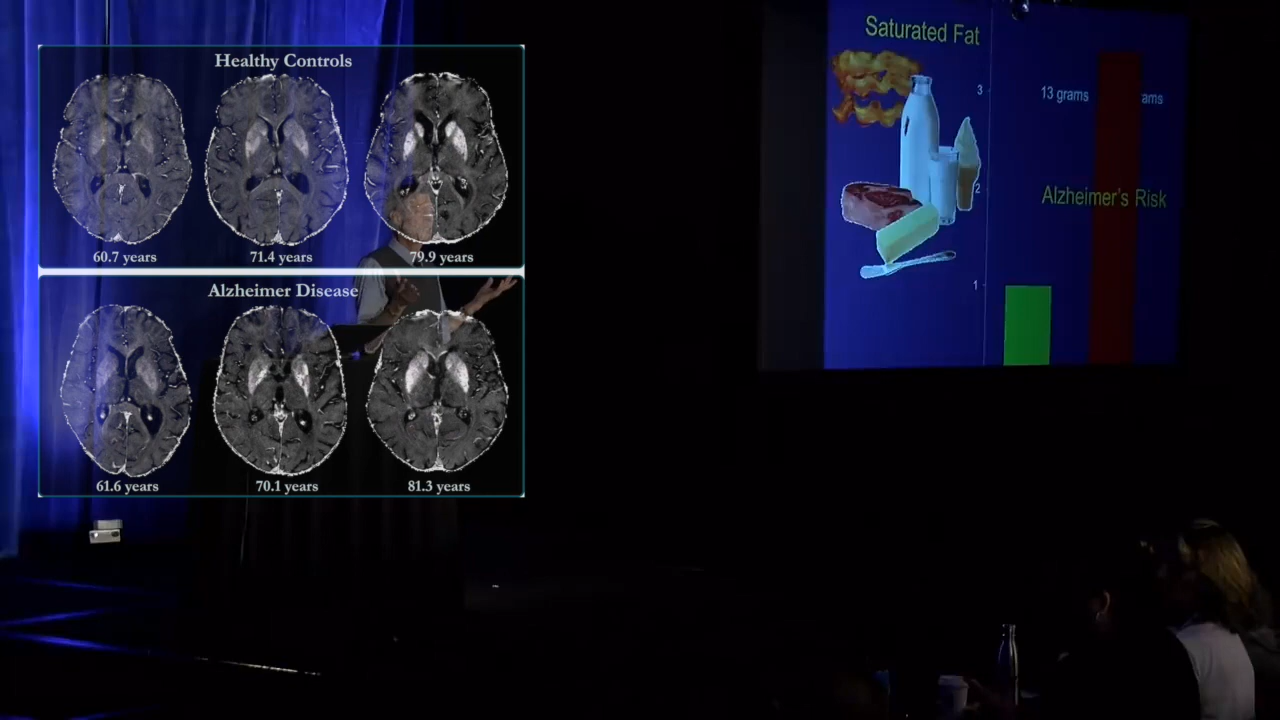 Healthy Controls
60.7 years
71.4 years
79.9 years
Alzheimer Disease
61.6 years
70.1 years
81.3 years
Saturated Fat
3
2
1
13 grams
Alzheimer's Risk